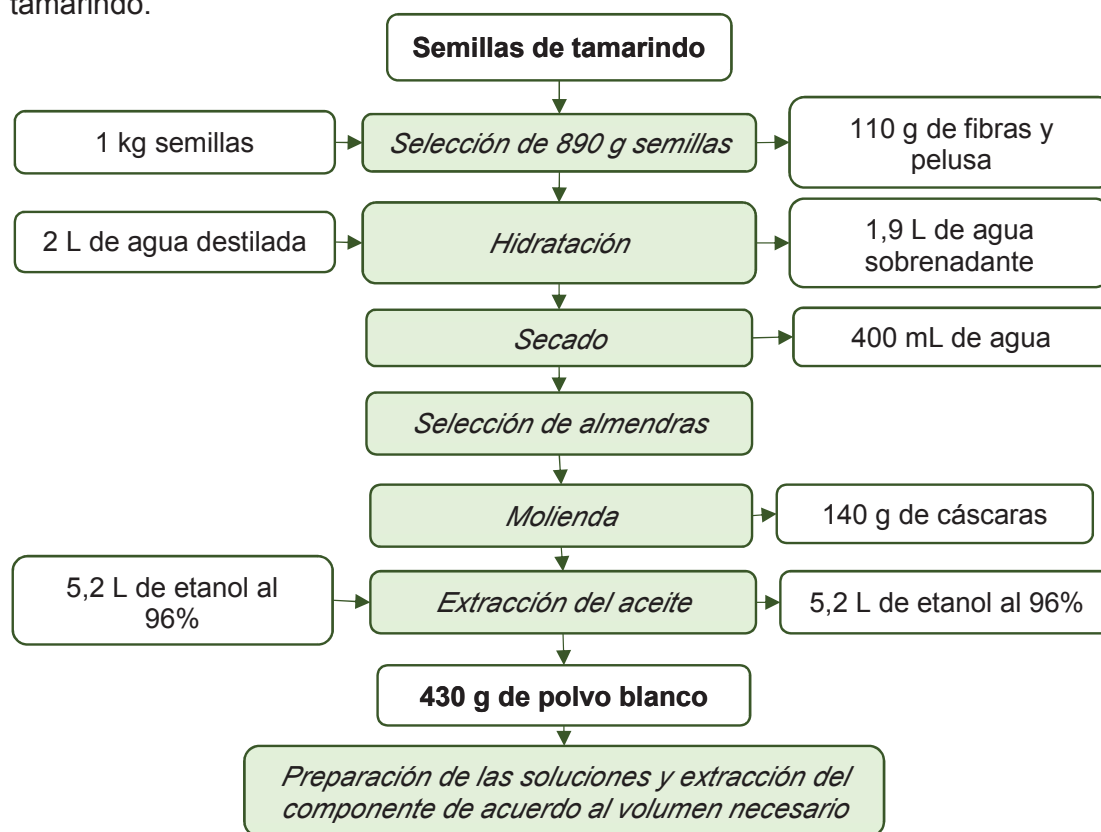 tamarindo.
Semillas de tamarindo
1 kg semillas
Selección de 890 g semillas
110 g de fibras y
pelusa
2 L de agua destilada
Hidratación
1,9 L de agua
sobrenadante
Secado
400 mL de agua
Selección de almendras
Molienda
140 g de cáscaras
5,2 L de etanol al
96%
Extracción del aceite
5,2 L de etanol al 96%
430 g de polvo blanco
Preparación de las soluciones y extracción del
componente de acuerdo al volumen necesario